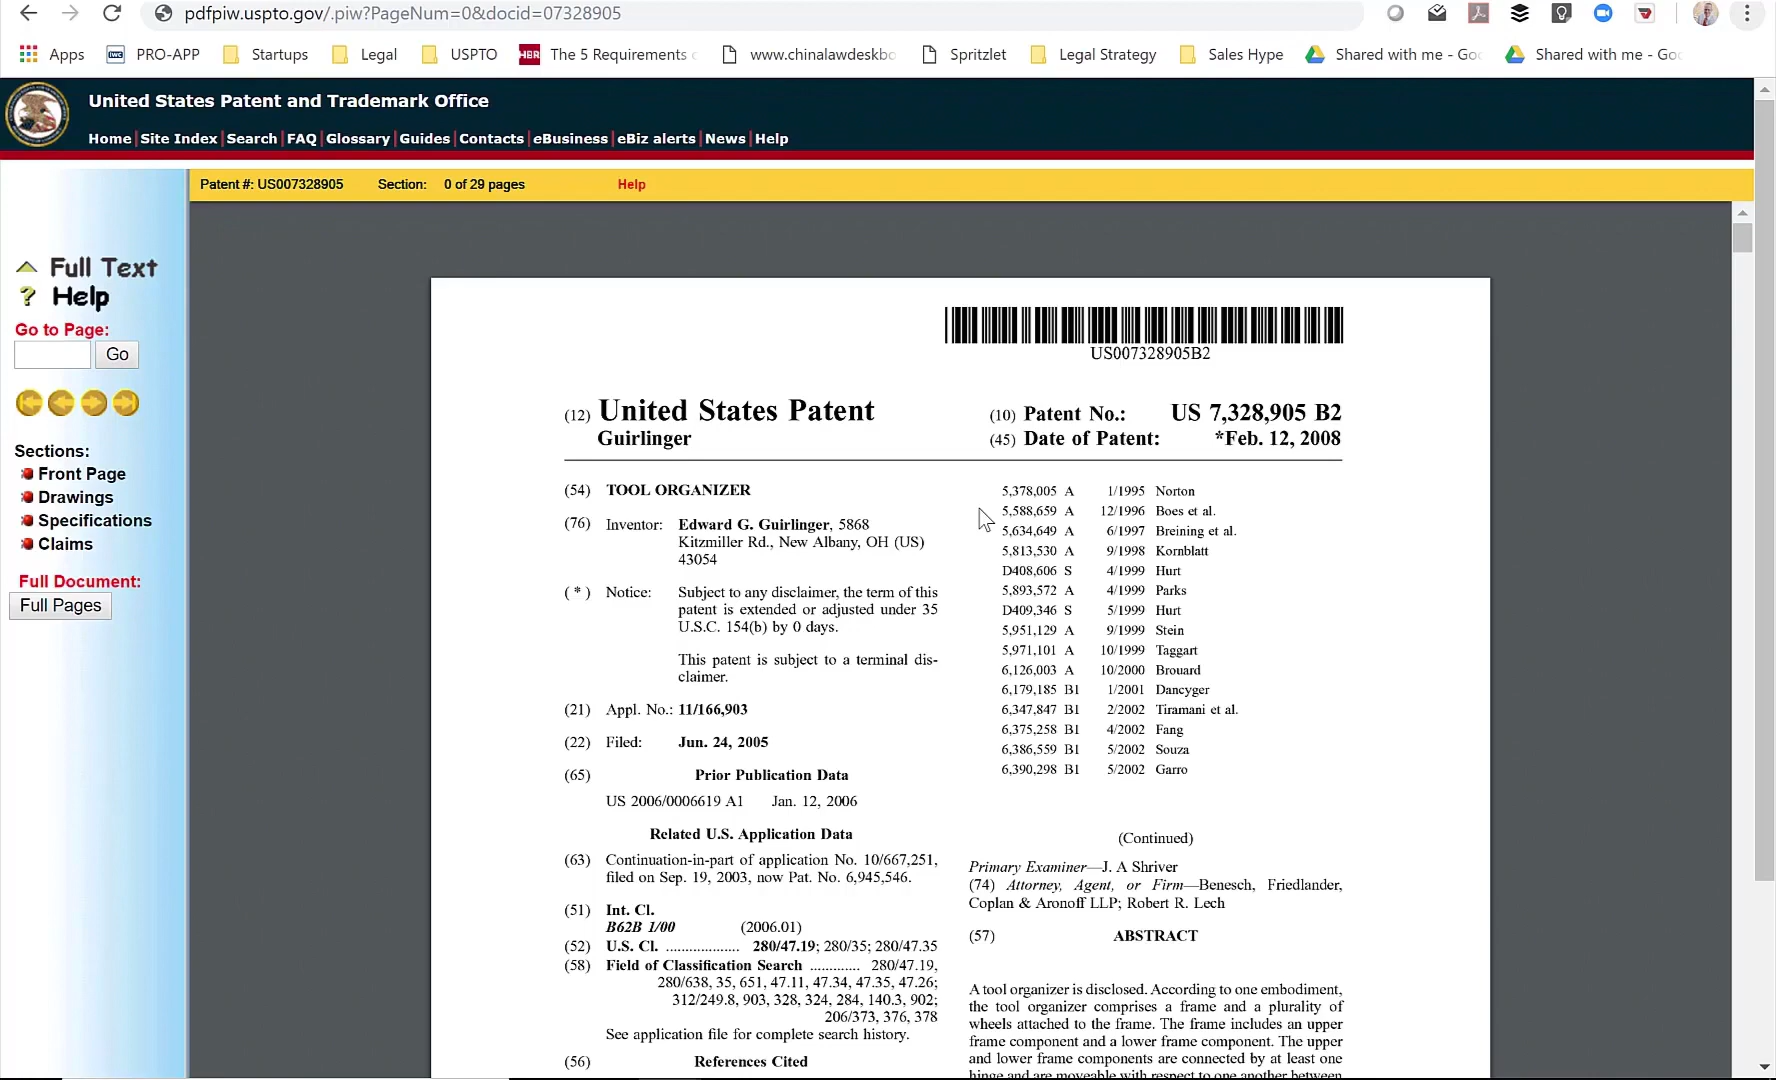 pdfpiw.uspto.gov/.piw?PageNum=0&docid=07328905
Apps PRO-APP Startups Legal USPTO HBR The 5 Requirements www.chinalawdeskbo Spritzlet Legal Strategy Sales Hype Shared with me - Goo Shared with me - Goo
United States Patent and Trademark Office
Home | Site Index | Search | FAQ | Glossary | Guides | Contacts | eBusiness | eBiz alerts | News | Help
Patent #: US007328905 Section: 0 of 29 pages Help
Full Text
? Help
Go to Page:
Go
Sections:
Front Page
Drawings
Specifications
Claims
Full Document:
Full Pages
US007328905B2
(12) United States Patent
Guirlinger
(10) Patent No.: US 7,328,905 B2
(45) Date of Patent: *Feb. 12, 2008
(54) TOOL ORGANIZER
(76) Inventor: Edward G. Guirlinger, 5868
Kitzmiller Rd., New Albany, OH (US)
43054
( * ) Notice: Subject to any disclaimer, the term of this
patent is extended or adjusted under 35
U.S.C. 154(b) by 0 days.
This patent is subject to a terminal dis-
claimer.
(21) Appl. No.: 11/166,903
(22) Filed: Jun. 24, 2005
(65) Prior Publication Data
US 2006/0006619 A1 Jan. 12, 2006
Related U.S. Application Data
(63) Continuation-in-part of application No. 10/667,251,
filed on Sep. 19, 2003, now Pat. No. 6,945,546.
(51) Int. Cl.
B62B 1/00 (2006.01)
(52) U.S. Cl. ................... 280/47.19; 280/35; 280/47.35
(58) Field of Classification Search ............. 280/47.19,
280/638, 35, 651, 47.11, 47.34, 47.35, 47.26;
312/249.8, 903, 328, 324, 284, 140.3, 902;
206/373, 376, 378
See application file for complete search history.
(56) References Cited
5,378,005 A 1/1995 Norton
5,588,659 A 12/1996 Boes et al.
5,634,649 A 6/1997 Breining et al.
5,813,530 A 9/1998 Kornblatt
D408,606 S 4/1999 Hurt
5,893,572 A 4/1999 Parks
D409,346 S 5/1999 Hurt
5,951,129 A 9/1999 Stein
5,971,101 A 10/1999 Taggart
6,126,003 A 10/2000 Brouard
6,179,185 B1 1/2001 Dancyger
6,347,847 B1 2/2002 Tiramani et al.
6,375,258 B1 4/2002 Fang
6,386,559 B1 5/2002 Souza
6,390,298 B1 5/2002 Garro
(Continued)
Primary Examiner—J. A Shriver
(74) Attorney, Agent, or Firm—Benesch, Friedlander,
Coplan & Aronoff LLP; Robert R. Lech
(57) ABSTRACT
A tool organizer is disclosed. According to one embodiment,
the tool organizer comprises a frame and a plurality of
wheels attached to the frame. The frame includes an upper
frame component and a lower frame component. The upper
and lower frame components are connected by at least one
hinge and are moveable with respect to one another between